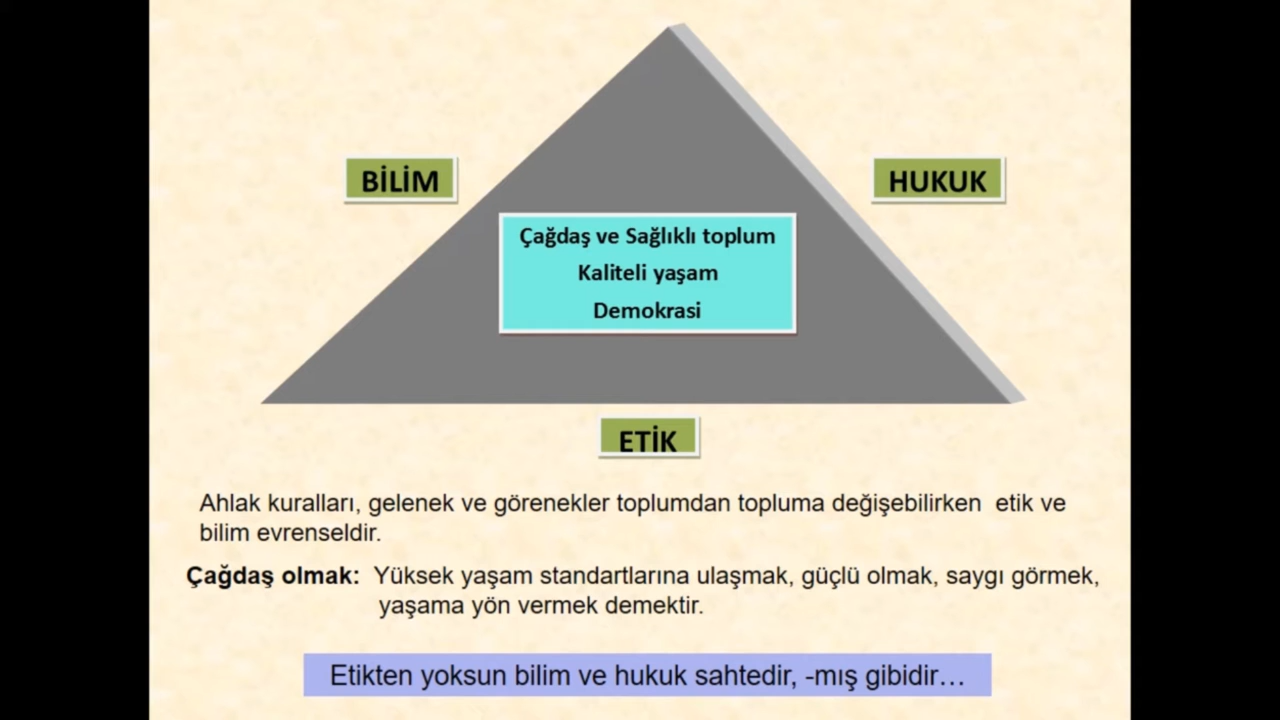 BİLİM
HUKUK
Çağdaş ve Sağlıklı toplum
Kaliteli yaşam
Demokrasi
ETİK
Ahlak kuralları, gelenek ve görenekler toplumdan topluma değişebilirken etik ve
bilim evrenseldir.
Çağdaş olmak: Yüksek yaşam standartlarına ulaşmak, güçlü olmak, saygı görmek,
yaşama yön vermek demektir.
Etikten yoksun bilim ve hukuk sahtedir, -mış gibidir…